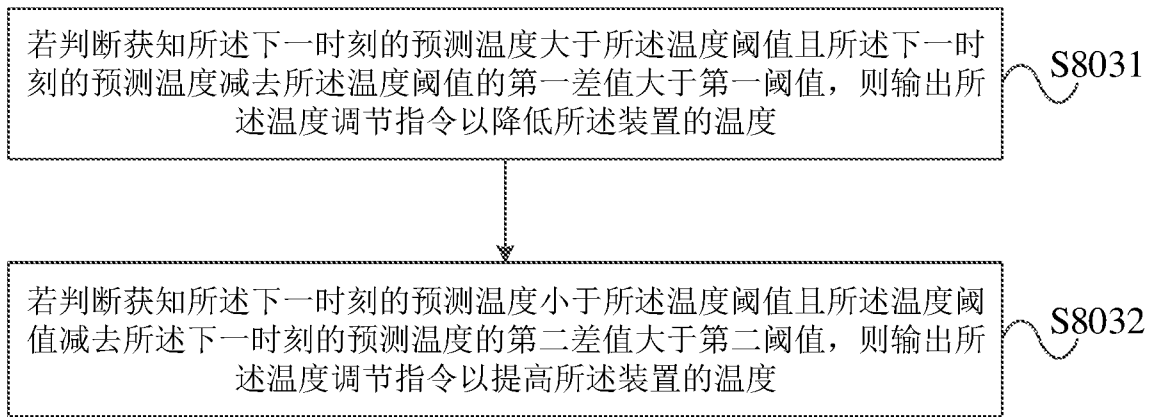 若判断获知所述下一时刻的预测温度大于所述温度阈值且所述下一时
刻的预测温度减去所述温度阈值的第一差值大于第一阈值，则输出所
述温度调节指令以降低所述装置的温度
S8031
若判断获知所述下一时刻的预测温度小于所述温度阈值且所述温度阈
值减去所述下一时刻的预测温度的第二差值大于第二阈值，则输出所
述温度调节指令以提高所述装置的温度
S8032